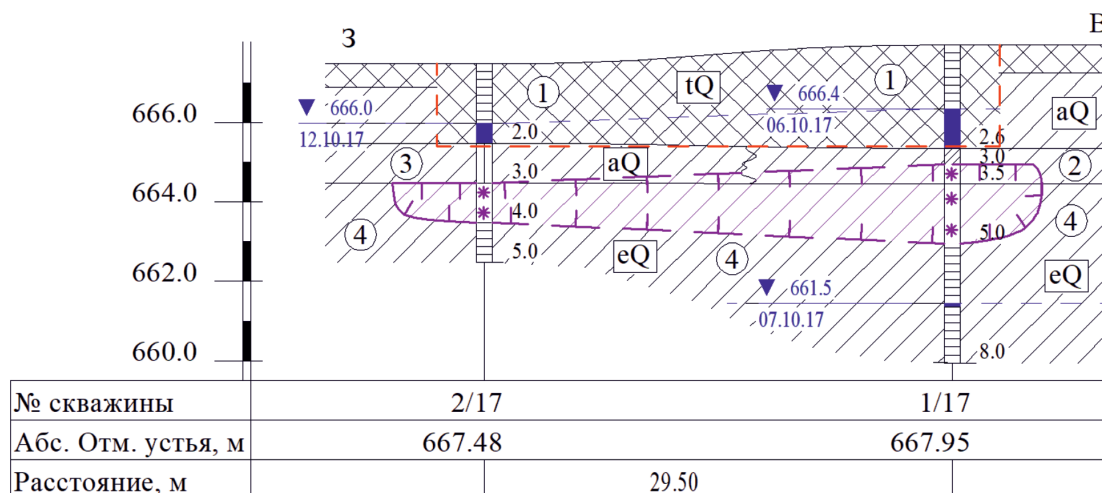 З
В
1
tQ
1
666.4
06.10.17
666.0
666.0
12.10.17
2.0
2.6
aQ
3
aQ
3.0
3.0
3.5
2
664.0
4
4.0
5.0
4
eQ
4
5.0
eQ
662.0
661.5
07.10.17
660.0
8.0
№ скважины 2/17 1/17
Абс. Отм. устья, м 667.48 667.95
Расстояние, м 29.50